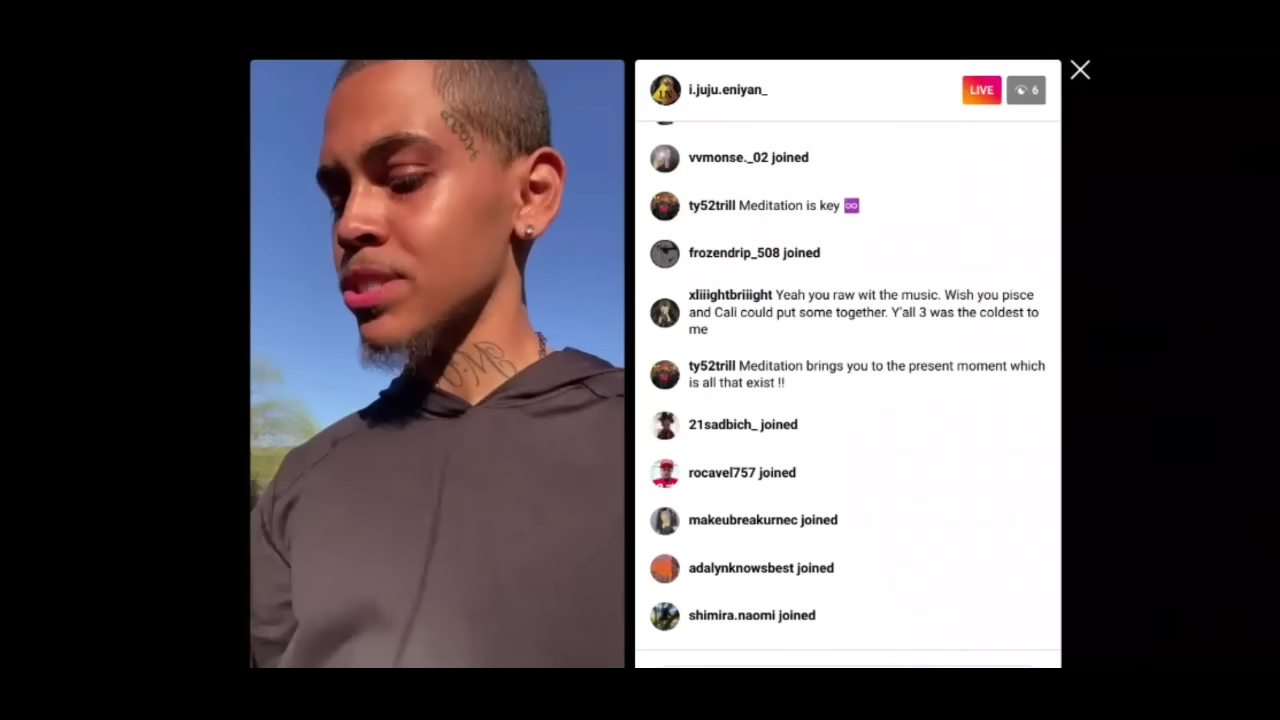 i.juju.eniyan_
LIVE
6
vvmonse._02 joined
ty52trill Meditation is key ♾️
frozendrip_508 joined
xliiightbriiight Yeah you raw wit the music. Wish you pisce
and Cali could put some together. Y'all 3 was the coldest to
me
ty52trill Meditation brings you to the present moment which
is all that exist !!
21sadbich_ joined
rocavel757 joined
makeubreakurnec joined
adalynknowsbest joined
shimira.naomi joined